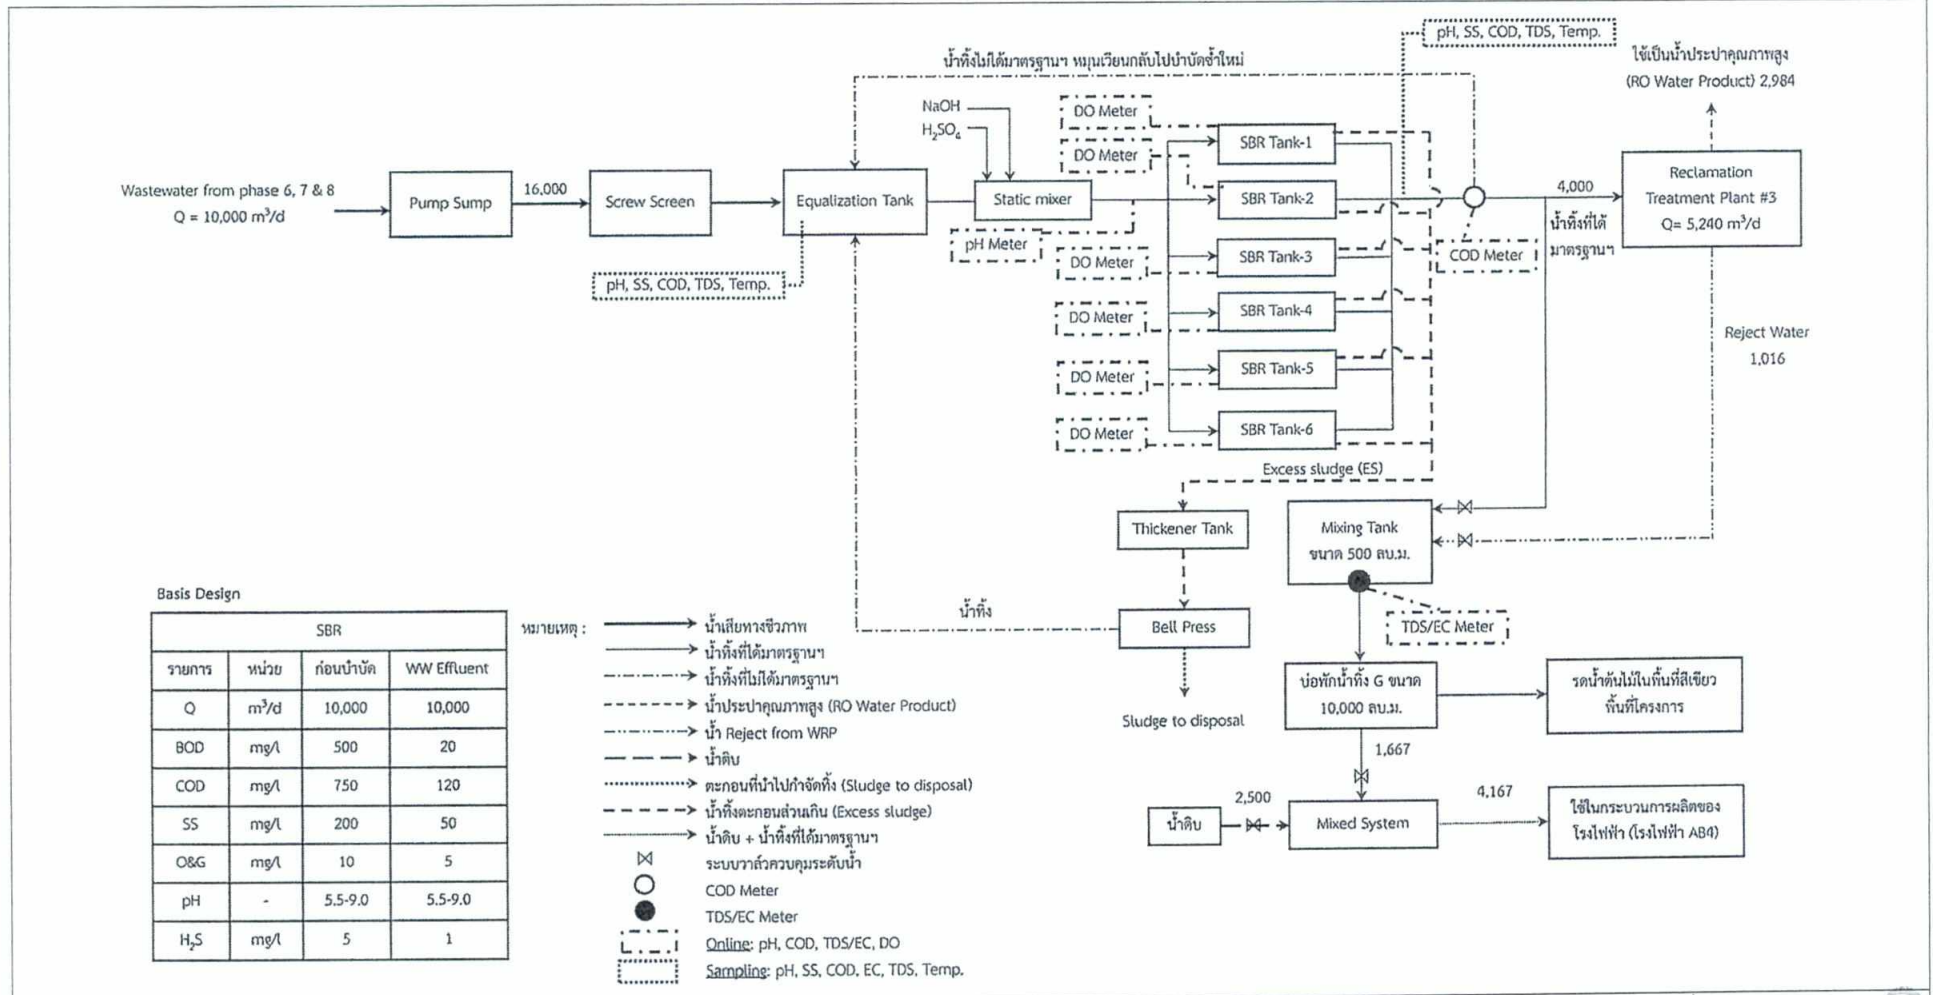 pH, SS, COD, TDS, Temp.
น้ำทิ้งไม่ได้มาตรฐานฯ หมุนเวียนกลับไปบำบัดซ้ำใหม่
ใช้เป็นน้ำประปาคุณภาพสูง
(RO Water Product) 2,984
NaOH
H₂SO₄
DO Meter
DO Meter
SBR Tank-1
Wastewater from phase 6, 7 & 8
Q = 10,000 m³/d
Pump Sump
16,000
Screw Screen
Equalization Tank
Static mixer
SBR Tank-2
4,000
Reclamation
Treatment Plant #3
Q= 5,240 m³/d
น้ำทิ้งที่ได้
มาตรฐานฯ
pH Meter
DO Meter
SBR Tank-3
COD Meter
pH, SS, COD, TDS, Temp.
DO Meter
SBR Tank-4
Reject Water
1,016
DO Meter
SBR Tank-5
DO Meter
SBR Tank-6
Excess sludge (ES)
Thickener Tank
Mixing Tank
ขนาด 500 ลบ.ม.
น้ำทิ้ง
Bell Press
TDS/EC Meter
Sludge to disposal
บ่อพักน้ำทิ้ง G ขนาด
10,000 ลบ.ม.
รดน้ำต้นไม้ในพื้นที่สีเขียว
พื้นที่โครงการ
1,667
น้ำดิบ
2,500
Mixed System
4,167
ใช้ในกระบวนการผลิตของ
โรงไฟฟ้า (โรงไฟฟ้า AB4)
Basis Design
SBR
รายการ หน่วย ก่อนบำบัด WW Effluent
Q m³/d 10,000 10,000
BOD mg/l 500 20
COD mg/l 750 120
SS mg/l 200 50
O&G mg/l 10 5
pH - 5.5-9.0 5.5-9.0
H₂S mg/l 5 1
หมายเหตุ :
น้ำเสียทางชีวภาพ
น้ำทิ้งที่ได้มาตรฐานฯ
น้ำทิ้งที่ไม่ได้มาตรฐานฯ
น้ำประปาคุณภาพสูง (RO Water Product)
น้ำ Reject from WRP
น้ำดิบ
ตะกอนที่นำไปกำจัดทิ้ง (Sludge to disposal)
น้ำทิ้งตะกอนส่วนเกิน (Excess sludge)
น้ำดิบ + น้ำทิ้งที่ได้มาตรฐานฯ
ระบบวาล์วควบคุมระดับน้ำ
COD Meter
TDS/EC Meter
Online: pH, COD, TDS/EC, DO
Sampling: pH, SS, COD, EC, TDS, Temp.